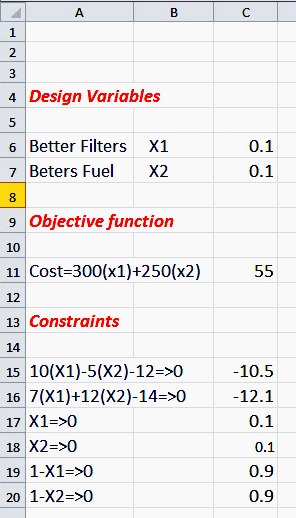 A B C
1
2
3
4 Design Variables
5
6 Better Filters X1 0.1
7 Beters Fuel X2 0.1
8
9 Objective function
10
11 Cost=300(x1)+250(x2) 55
12
13 Constraints
14
15 10(X1)-5(X2)-12=>0 -10.5
16 7(X1)+12(X2)-14=>0 -12.1
17 X1=>0 0.1
18 X2=>0 0.1
19 1-X1=>0 0.9
20 1-X2=>0 0.9